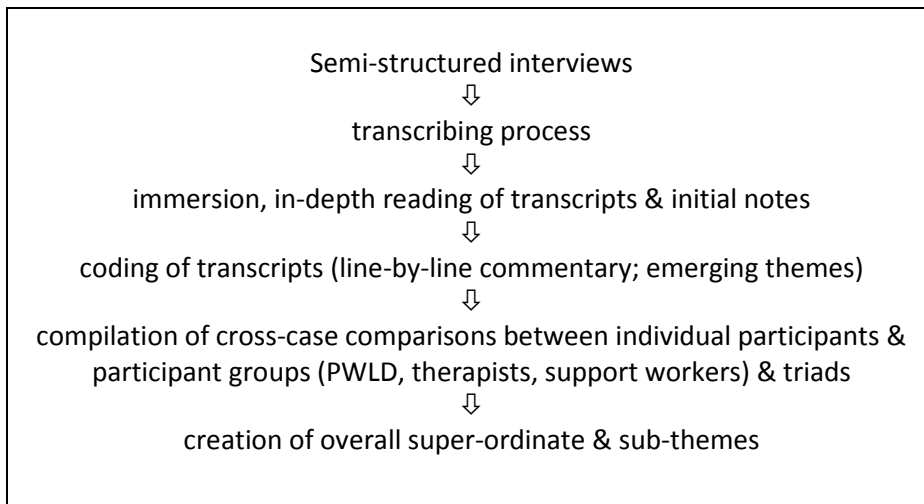 Semi-structured interviews
⇩
transcribing process
⇩
immersion, in-depth reading of transcripts & initial notes
⇩
coding of transcripts (line-by-line commentary; emerging themes)
⇩
compilation of cross-case comparisons between individual participants &
participant groups (PWLD, therapists, support workers) & triads
⇩
creation of overall super-ordinate & sub-themes